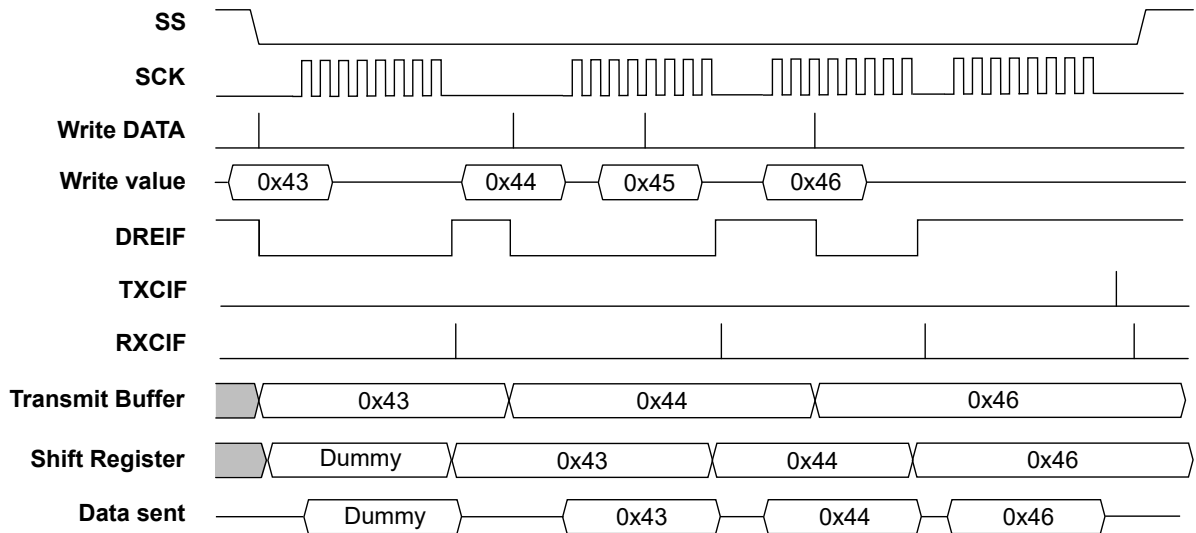 SS
SCK
Write DATA
Write value 0x43 0x44 0x45 0x46
DREIF
TXCIF
RXCIF
Transmit Buffer 0x43 0x44 0x46
Shift Register Dummy 0x43 0x44 0x46
Data sent Dummy 0x43 0x44 0x46